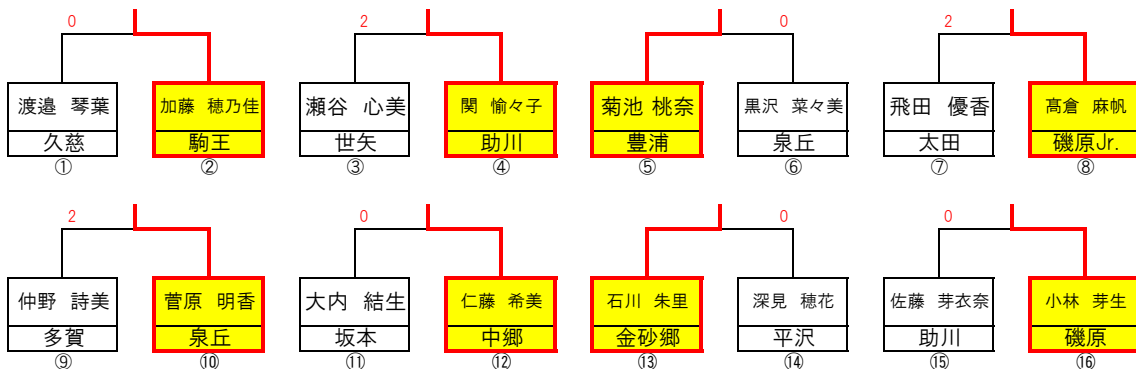 0 2 0 2
渡邉 琴葉 加藤 穂乃佳 瀬谷 心美 関 愉々子 菊池 桃奈 黒沢 菜々美 飛田 優香 髙倉 麻帆
久慈 駒王 世矢 助川 豊浦 泉丘 太田 磯原Jr.
① ② ③ ④ ⑤ ⑥ ⑦ ⑧
2 0 0 0
仲野 詩美 菅原 明香 大内 結生 仁藤 希美 石川 朱里 深見 穂花 佐藤 芽衣奈 小林 芽生
多賀 泉丘 坂本 中郷 金砂郷 平沢 助川 磯原
⑨ ⑩ ⑪ ⑫ ⑬ ⑭ ⑮ ⑯